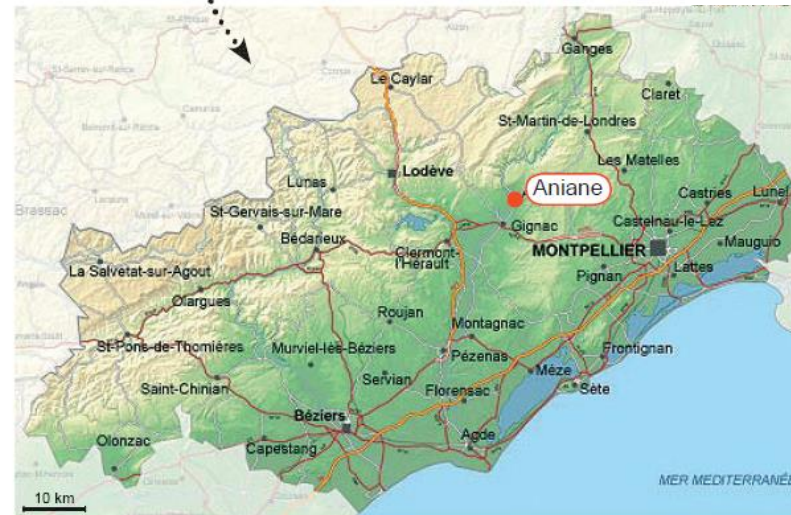 Ganges
Le Caylar
Claret
St-Martin-de-Londres
Les Matelles
Lodève
Lunas
Aniane
Castries
Lunel
Brassac
St-Gervais-sur-Mare
Gignac
Castelnau-le-Lez
Bédarieux
Clermont-
l'Hérault
MONTPELLIER
Mauguio
La Salvetat-sur-Agout
Pignan
Lattes
Olargues
Roujan
Montagnac
St-Pons-de-Thomières
Murviel-lès-Béziers
Pézenas
Frontignan
Mèze
Saint-Chinian
Servian
Florensac
Sète
Béziers
Olonzac
Capestang
Agde
MER MEDITERRANÉE
10 km